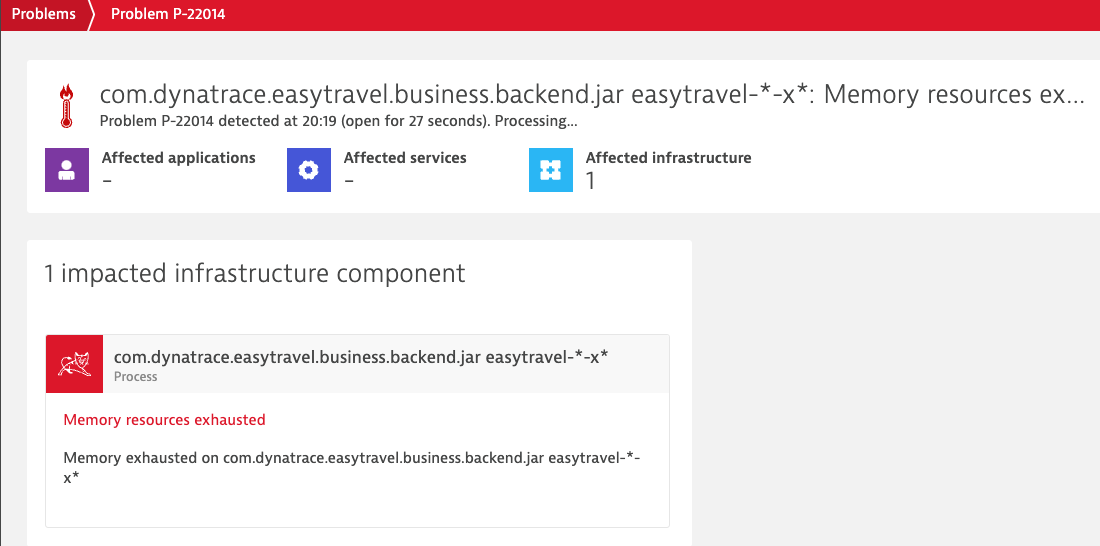 Problems
Problem P-22014
com.dynatrace.easytravel.business.backend.jar easytravel-*-x*: Memory resources ex...
Problem P-22014 detected at 20:19 (open for 27 seconds). Processing...
Affected applications
-
Affected services
-
Affected infrastructure
1
1 impacted infrastructure component
com.dynatrace.easytravel.business.backend.jar easytravel-*-x*
Process
Memory resources exhausted
Memory exhausted on com.dynatrace.easytravel.business.backend.jar easytravel-*-
x*